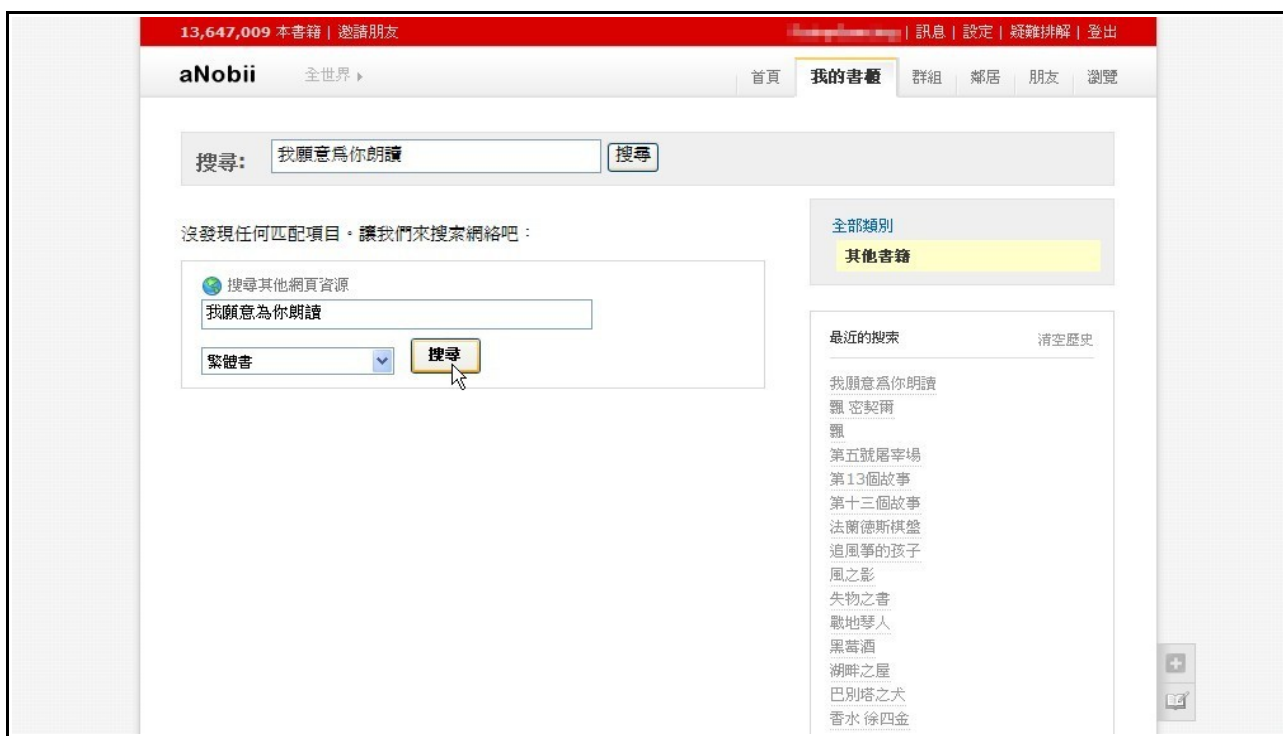 13,647,009 本書籍 | 邀請朋友
| 訊息 | 設定 | 疑難排解 | 登出
aNobii 全世界
首頁 我的書櫃 群組 鄰居 朋友 瀏覽
搜尋: 我願意爲你朗讀 搜尋
沒發現任何匹配項目。讓我們來搜索網絡吧：
搜尋其他網頁資源
我願意為你朗讀
繁體書 搜尋
全部類別
其他書籍
最近的搜索 清空歷史
我願意爲你朗讀
飄 密契爾
飄
第五號屠宰場
第13個故事
第十三個故事
法蘭德斯棋盤
追風箏的孩子
風之影
失物之書
戰地琴人
黑莓酒
湖畔之屋
巴別塔之犬
香水 徐四金